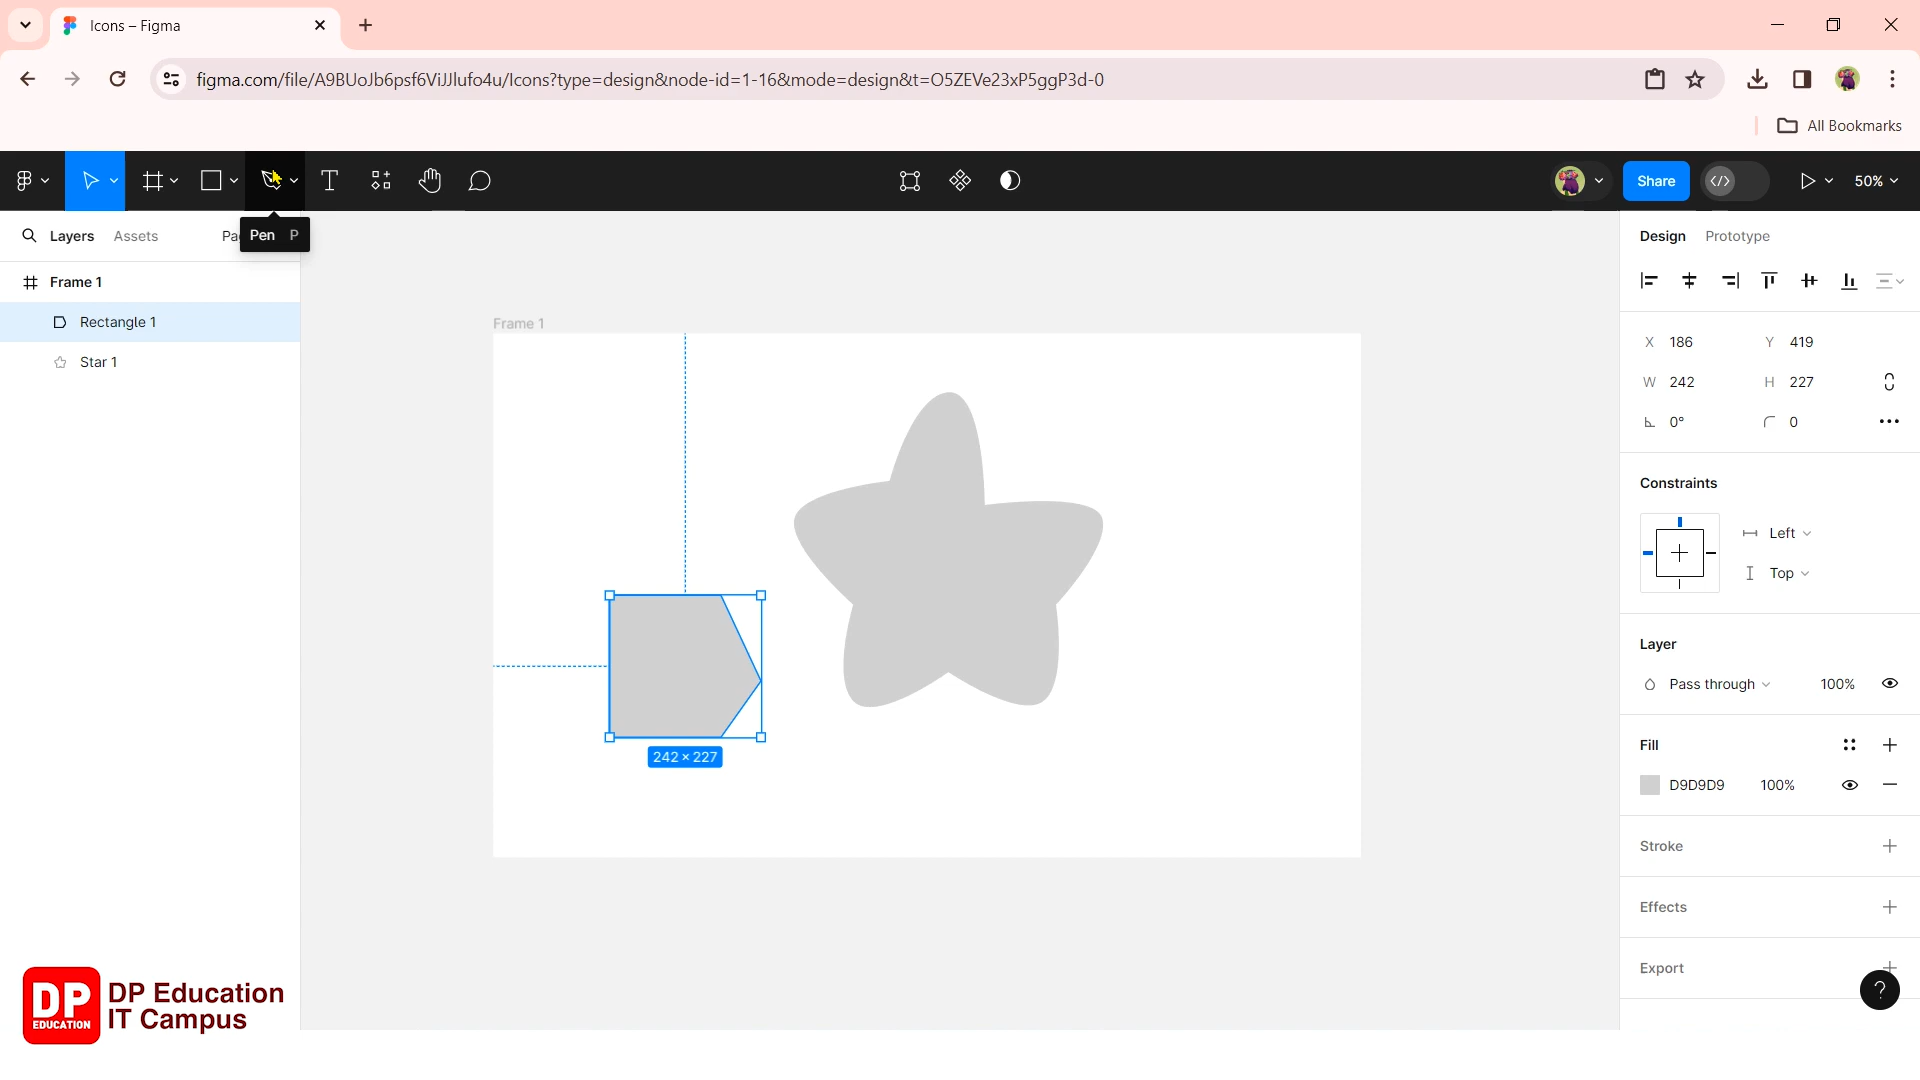 Icons – Figma
figma.com/file/A9BUoJb6psf6ViJJlufo4u/Icons?type=design&node-id=1-16&mode=design&t=O5ZEVe23xP5ggP3d-0
All Bookmarks
Share
50%
Layers Assets
Pen P
Design Prototype
Frame 1
Rectangle 1
Star 1
Frame 1
242 × 227
X 186 Y 419
W 242 H 227
0° 0
Constraints
Left
Top
Layer
Pass through 100%
Fill
D9D9D9 100%
Stroke
Effects
Export
?
DP
EDUCATION
DP Education
IT Campus